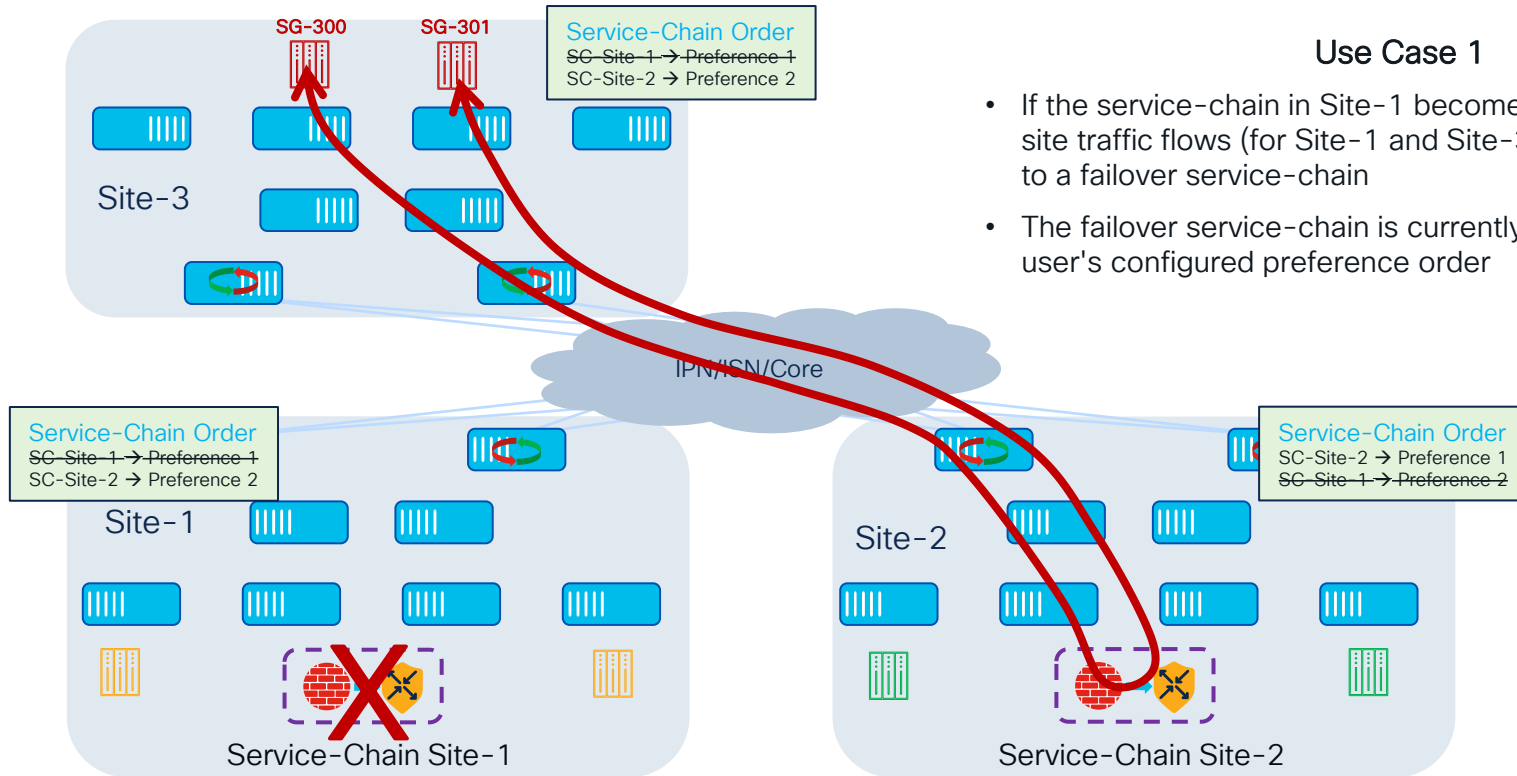 SG-300
SG-301
Service-Chain Order
SC-Site-1 → Preference 1
SC-Site-2 → Preference 2
Use Case 1
• If the service-chain in Site-1 become
site traffic flows (for Site-1 and Site-3
to a failover service-chain
• The failover service-chain is currently
user's configured preference order
Site-3
IPN/ISN/Core
Service-Chain Order
SC-Site-1 → Preference 1
SC-Site-2 → Preference 2
Site-1
Service-Chain Order
SC-Site-2 → Preference 1
SC-Site-1 → Preference 2
Site-2
Service-Chain Site-1
Service-Chain Site-2